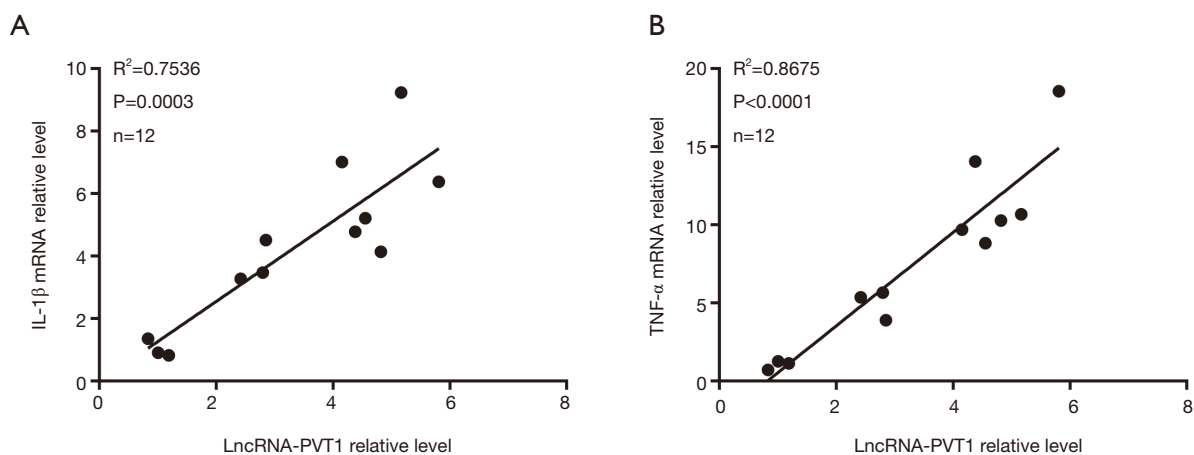 A
R²=0.7536
P=0.0003
n=12
IL-1β mRNA relative level
10
8
6
4
2
0
0 2 4 6 8
LncRNA-PVT1 relative level
B
R²=0.8675
P<0.0001
n=12
TNF-α mRNA relative level
20
15
10
5
0
0 2 4 6 8
LncRNA-PVT1 relative level